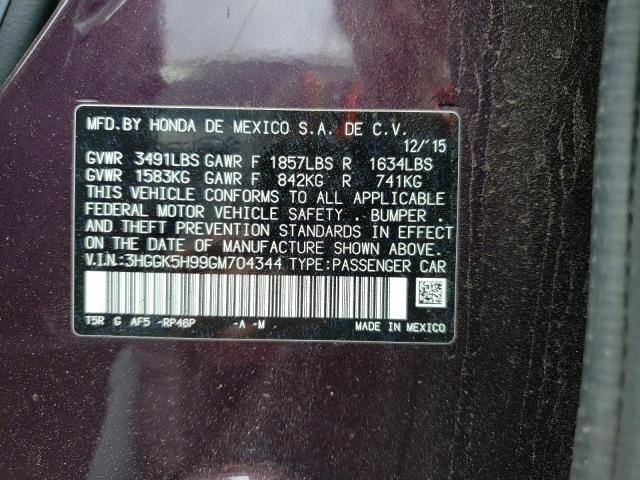 MFD.BY HONDA DE MEXICO S.A. DE C.V.
12/'15
GVWR 3491LBS GAWR F 1857LBS R 1634LBS
GVWR 1583KG GAWR F 842KG R 741KG
THIS VEHICLE CONFORMS TO ALL APPLICABLE
FEDERAL MOTOR VEHICLE SAFETY . BUMPER .
AND THEFT PREVENTION STANDARDS IN EFFECT
ON THE DATE OF MANUFACTURE SHOWN ABOVE.
V.I.N.:3HGGK5H99GM704344 TYPE:PASSENGER CAR
T5R G AF5 -RP46P -A -M MADE IN MEXICO